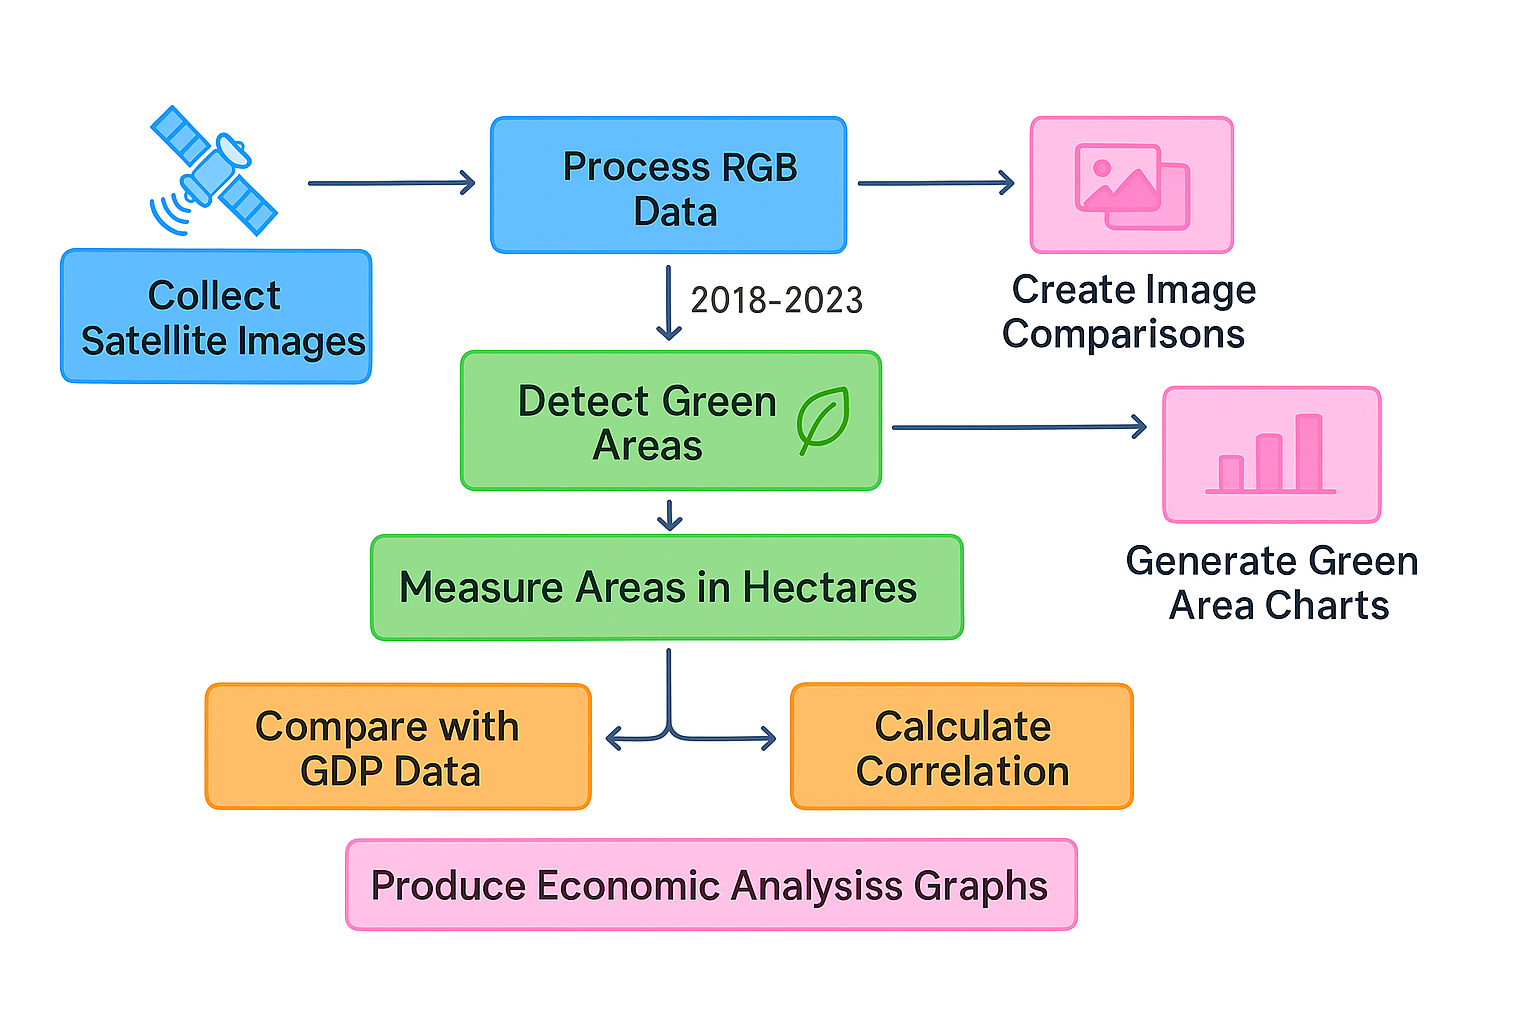 Collect
Satellite Images
Process RGB
Data
Create Image
Comparisons
2018-2023
Detect Green
Areas
Generate Green
Area Charts
Measure Areas in Hectares
Compare with
GDP Data
Calculate
Correlation
Produce Economic Analysiss Graphs